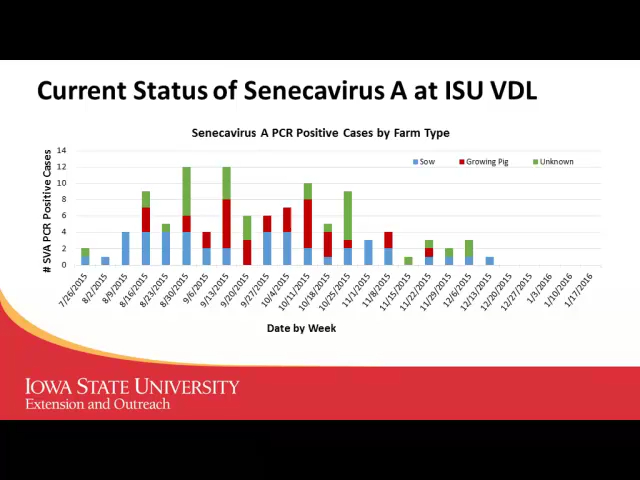 Current Status of Senecavirus A at ISU VDL
Senecavirus A PCR Positive Cases by Farm Type
Sow Growing Pig Unknown
# SVA PCR Positive Cases
14
12
10
8
6
4
2
0
7/26/2015 8/2/2015 8/9/2015 8/16/2015 8/23/2015 8/30/2015 9/6/2015 9/13/2015 9/20/2015 9/27/2015 10/4/2015 10/11/2015 10/18/2015 10/25/2015 11/1/2015 11/8/2015 11/15/2015 11/22/2015 11/29/2015 12/6/2015 12/13/2015 12/20/2015 12/27/2015 1/3/2016 1/10/2016 1/17/2016
Date by Week
IOWA STATE UNIVERSITY
Extension and Outreach